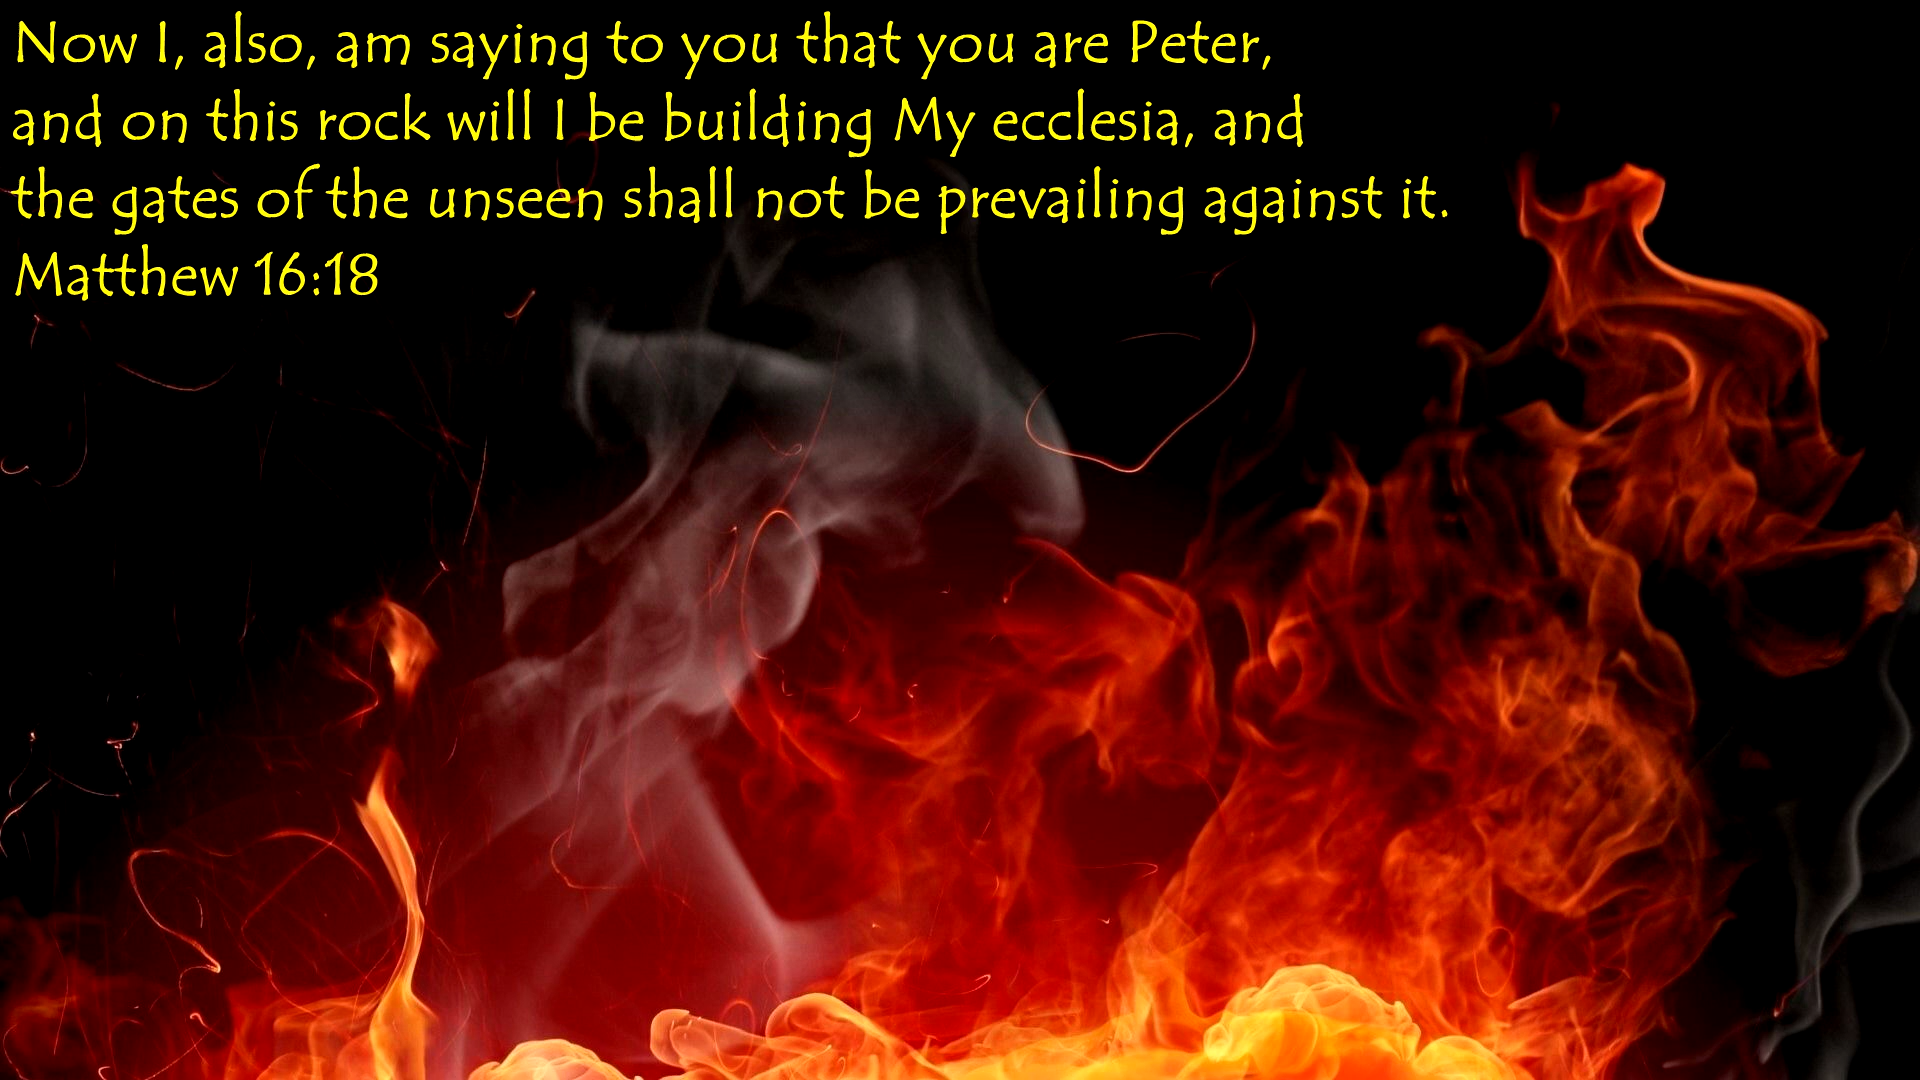 Now I, also, am saying to you that you are Peter,
and on this rock will I be building My ecclesia, and
the gates of the unseen shall not be prevailing against it.
Matthew 16:18